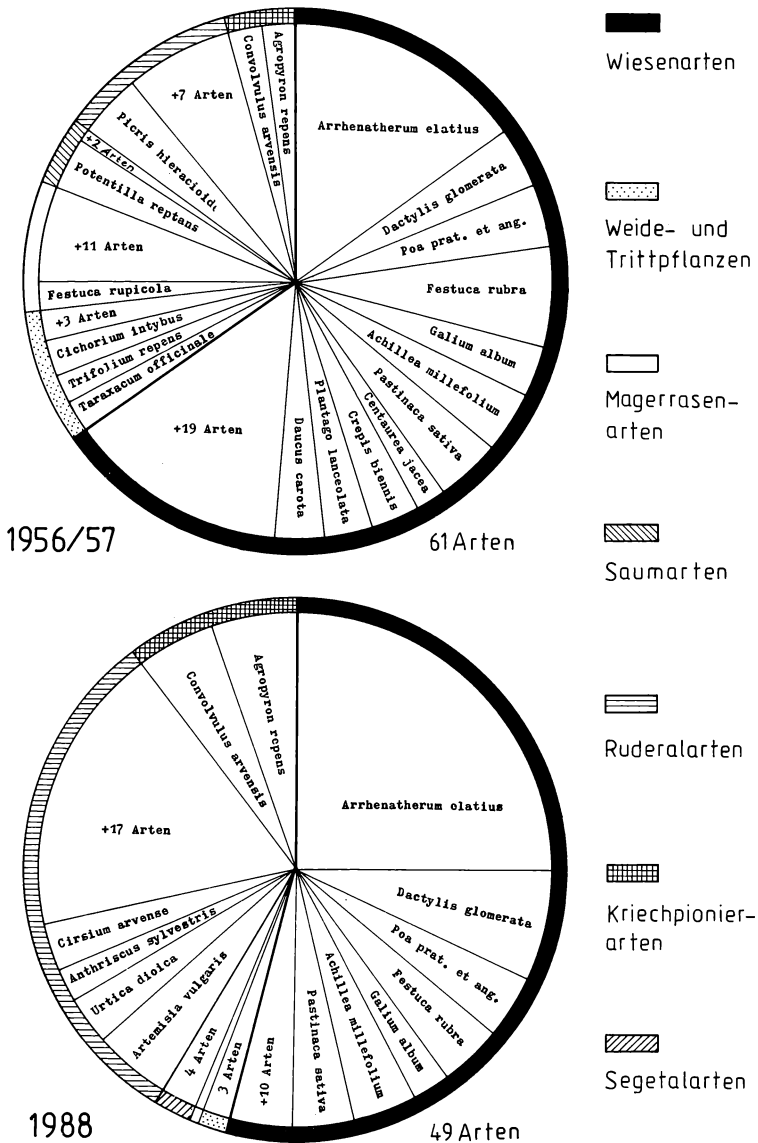 Agropyron repens
Convolvulus arvensis
+7 Arten
Picris hieracioid.
+2 Arten
Potentilla reptans
+11 Arten
Festuca rupicola
+3 Arten
Cichorium intybus
Trifolium repens
Taraxacum officinale
+19 Arten
Daucus carota
Plantago lanceolata
Crepis biennis
Centaurea jacea
Pastinaca sativa
Achillea millefolium
Galium album
Festuca rubra
Poa prat. et ang.
Dactylis glomerata
Arrhenatherum elatius
1956/57
61 Arten
Agropyron repens
Convolvulus arvensis
+17 Arten
Cirsium arvense
Anthriscus sylvestris
Urtica dioica
Artemisia vulgaris
4 Arten
3 Arten
+10 Arten
Pastinaca sativa
Achillea millefolium
Galium album
Festuca rubra
Poa prat. et ang.
Dactylis glomerata
Arrhenatherum olatius
1988
49 Arten
Wiesenarten
Weide- und
Trittpflanzen
Magerrasen-
arten
Saumarten
Ruderalarten
Kriechpionier-
arten
Segetalarten